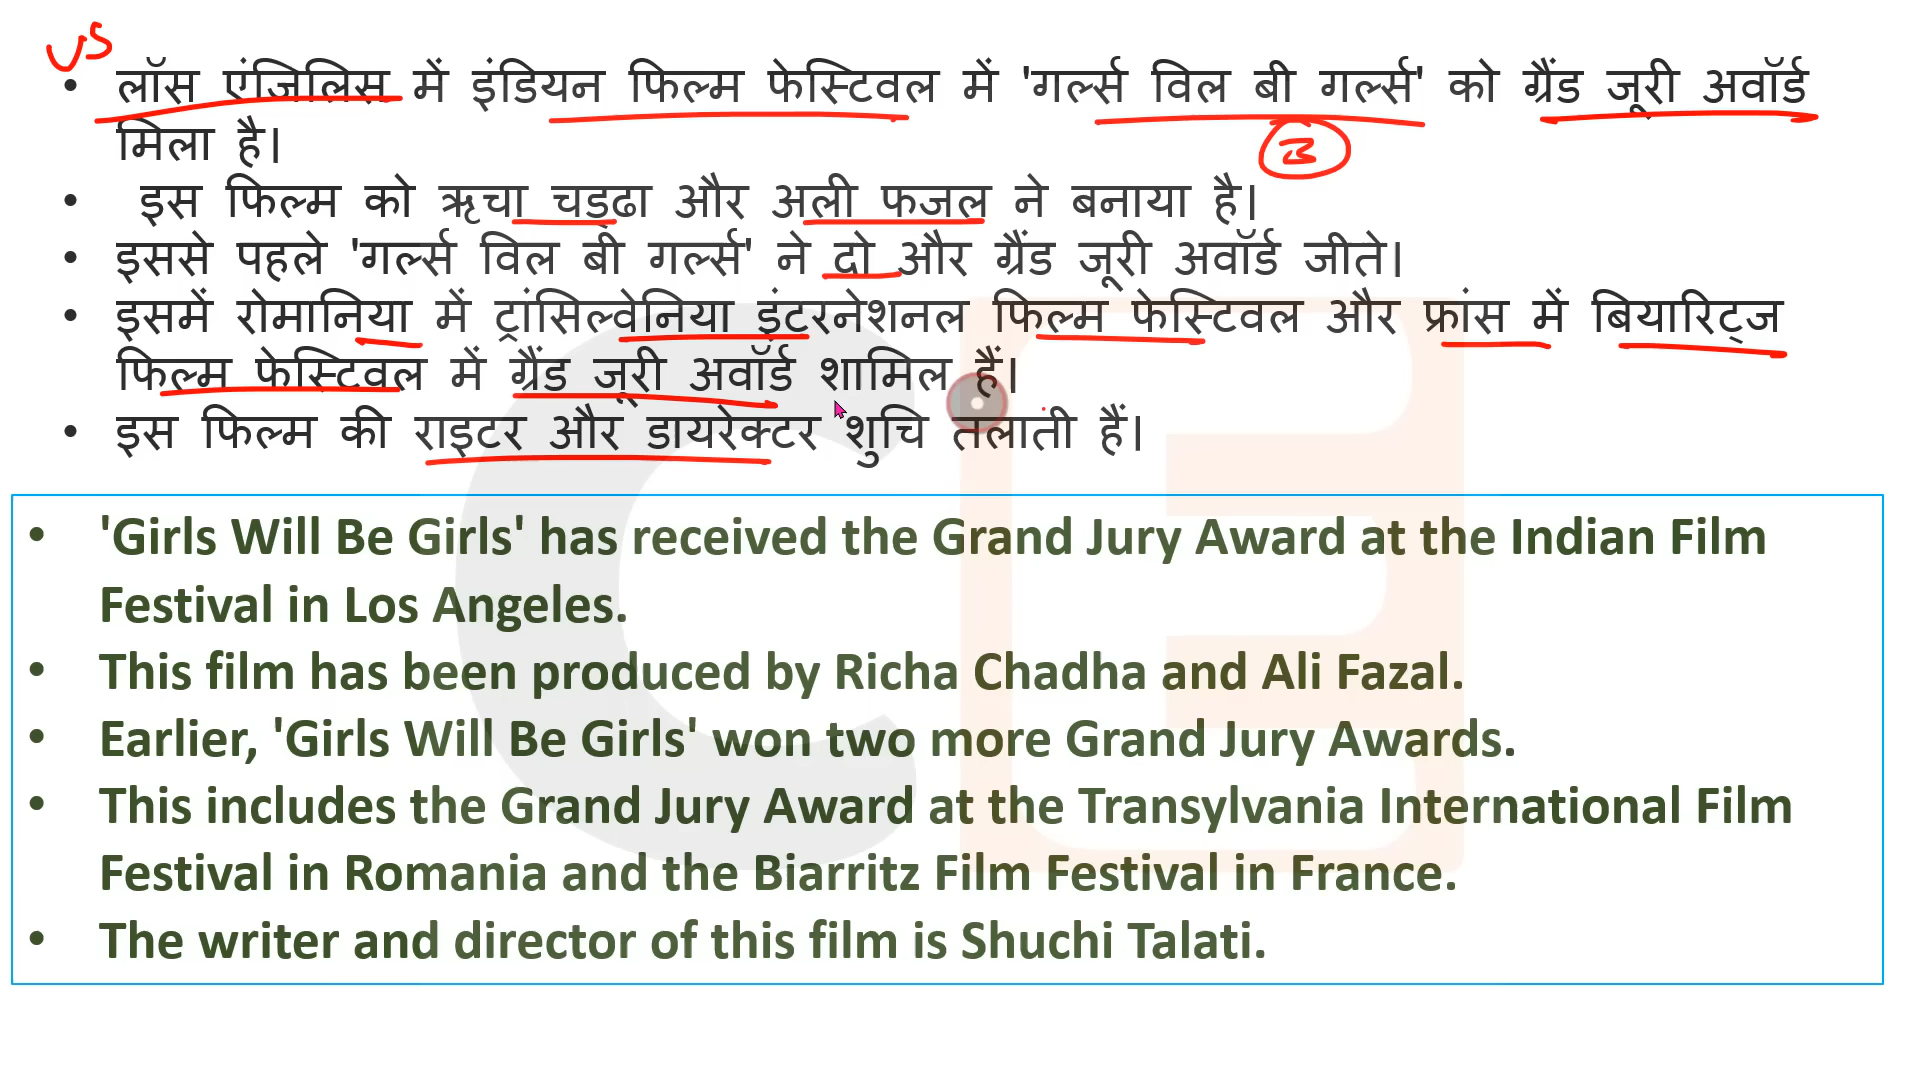 US
• लॉस एंजिलिस में इंडियन फिल्म फेस्टिवल में 'गर्ल्स विल बी गर्ल्स' को ग्रैंड जूरी अवॉर्ड
मिला है।
• इस फिल्म को ऋचा चड्ढा और अली फजल ने बनाया है।
• इससे पहले 'गर्ल्स विल बी गर्ल्स' ने दो और ग्रैंड जूरी अवॉर्ड जीते।
• इसमें रोमानिया में ट्रांसिल्वेनिया इंटरनेशनल फिल्म फेस्टिवल और फ्रांस में बियारिट्ज
फिल्म फेस्टिवल में ग्रैंड जूरी अवॉर्ड शामिल हैं।
• इस फिल्म की राइटर और डायरेक्टर शुचि तलाती हैं।
• 'Girls Will Be Girls' has received the Grand Jury Award at the Indian Film
Festival in Los Angeles.
• This film has been produced by Richa Chadha and Ali Fazal.
• Earlier, 'Girls Will Be Girls' won two more Grand Jury Awards.
• This includes the Grand Jury Award at the Transylvania International Film
Festival in Romania and the Biarritz Film Festival in France.
• The writer and director of this film is Shuchi Talati.